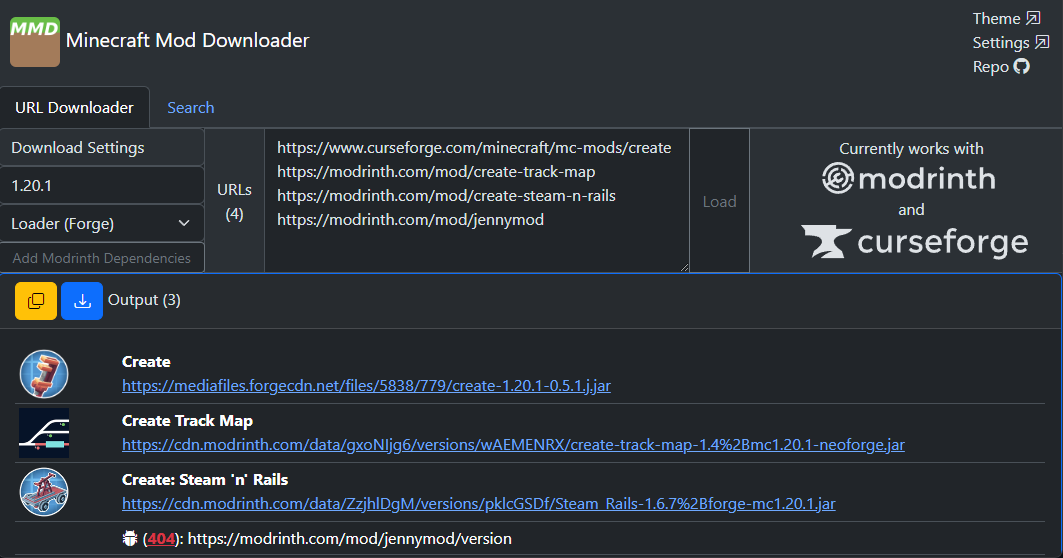 MMD
Minecraft Mod Downloader
Theme
Settings
Repo
URL Downloader
Search
Download Settings
1.20.1
Loader (Forge)
Add Modrinth Dependencies
URLs
(4)
https://www.curseforge.com/minecraft/mc-mods/create
https://modrinth.com/mod/create-track-map
https://modrinth.com/mod/create-steam-n-rails
https://modrinth.com/mod/jennymod
Load
Currently works with
modrinth
and
curseforge
Output (3)
Create
https://mediafiles.forgecdn.net/files/5838/779/create-1.20.1-0.5.1.j.jar
Create Track Map
https://cdn.modrinth.com/data/gxoNIjg6/versions/wAEMENRX/create-track-map-1.4%2Bmc1.20.1-neoforge.jar
Create: Steam 'n' Rails
https://cdn.modrinth.com/data/ZzjhlDgM/versions/pklcGSDf/Steam_Rails-1.6.7%2Bforge-mc1.20.1.jar
(404): https://modrinth.com/mod/jennymod/version